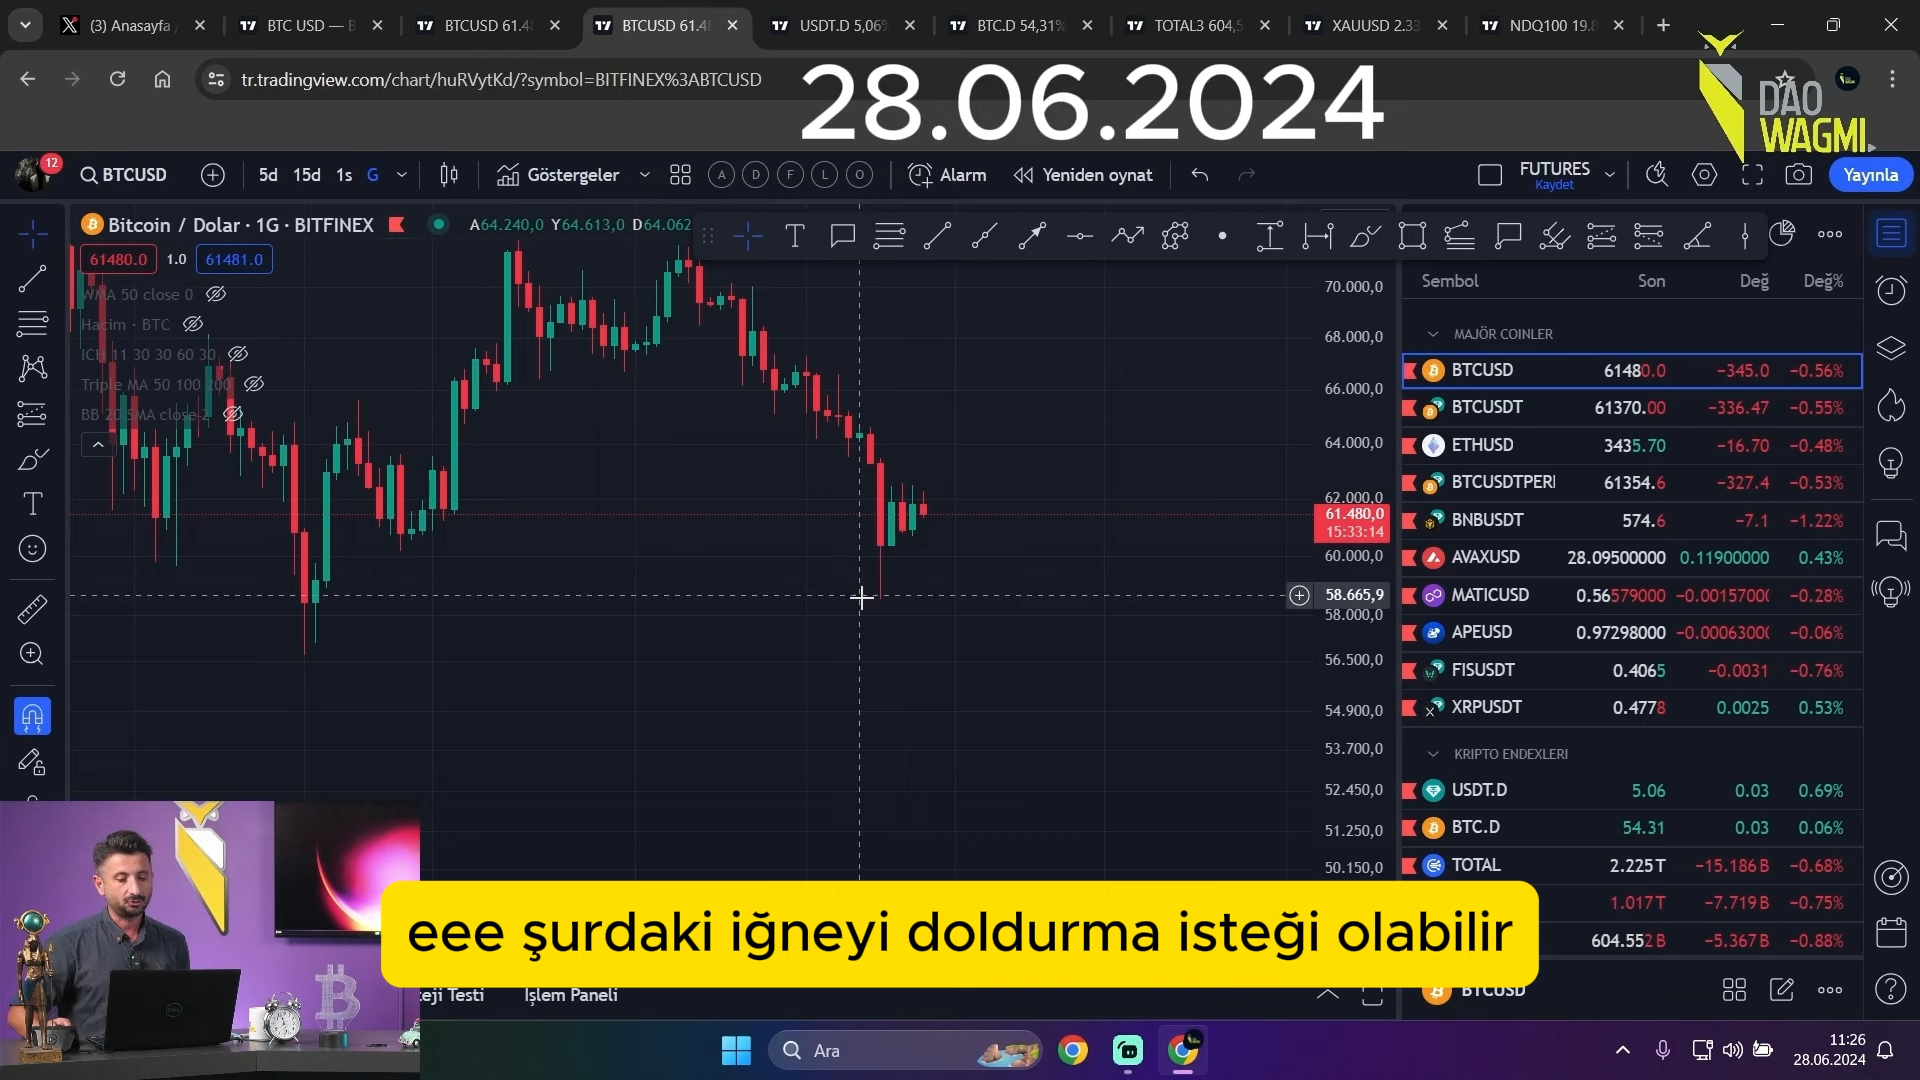 (3) Anasayfa /
BTC USD — B
BTCUSD 61.48
BTCUSD 61.48
USDT.D 5,06%
BTC.D 54,31%
TOTAL3 604,5
XAUUSD 2.33
NDQ100 19.8
tr.tradingview.com/chart/huRVytKd/?symbol=BITFINEX%3ABTCUSD
28.06.2024
DAO
WAGMI
12
BTCUSD 5d 15d 1s G Göstergeler A D F L O Alarm Yeniden oynat FUTURES Kaydet Yayınla
Bitcoin / Dolar · 1G · BITFINEX A64.240,0 Y64.613,0 D64.062
61480.0 1.0 61481.0
WMA 50 close 0
Hacim · BTC
ICH 11 30 30 60 30
Triple MA 50 100 200
BB 20 SMA close 2
70.000,0
68.000,0
66.000,0
64.000,0
62.000,0
61.480,0
15:33:14
60.000,0
58.665,9
58.000,0
56.500,0
54.900,0
53.700,0
52.450,0
51.250,0
50.150,0
Sembol Son Değ Değ%
MAJÖR COINLER
BTCUSD 61480.0 −345.0 −0.56%
BTCUSDT 61370.00 −336.47 −0.55%
ETHUSD 3435.70 −16.70 −0.48%
BTCUSDTPERI 61354.6 −327.4 −0.53%
BNBUSDT 574.6 −7.1 −1.22%
AVAXUSD 28.09500000 0.11900000 0.43%
MATICUSD 0.56579000 −0.00157000 −0.28%
APEUSD 0.97298000 −0.00063000 −0.06%
FISUSDT 0.4065 −0.0031 −0.76%
XRPUSDT 0.4778 0.0025 0.53%
KRIPTO ENDEXLERI
USDT.D 5.06 0.03 0.69%
BTC.D 54.31 0.03 0.06%
TOTAL 2.225T −15.186B −0.68%
1.017T −7.719B −0.75%
604.552B −5.367B −0.88%
eee şurdaki iğneyi doldurma isteği olabilir
eji Testi İşlem Paneli
BTCUSD
Ara
11:26
28.06.2024